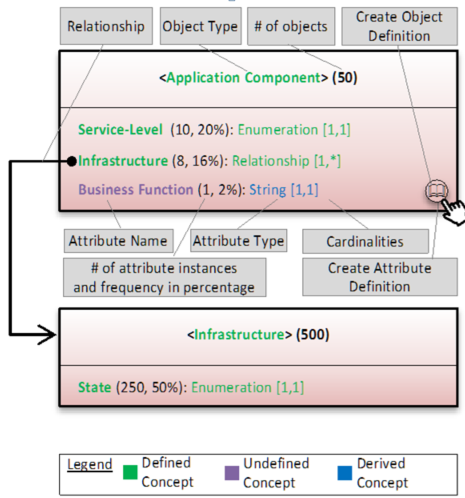 Relationship
Object Type
# of objects
Create Object
Definition
<Application Component> (50)
Service-Level (10, 20%): Enumeration [1,1]
Infrastructure (8, 16%): Relationship [1,*]
Business Function (1, 2%): String [1,1]
Attribute Name
Attribute Type
Cardinalities
# of attribute instances
and frequency in percentage
Create Attribute
Definition
<Infrastructure> (500)
State (250, 50%): Enumeration [1,1]
Legend
Defined
Concept
Undefined
Concept
Derived
Concept